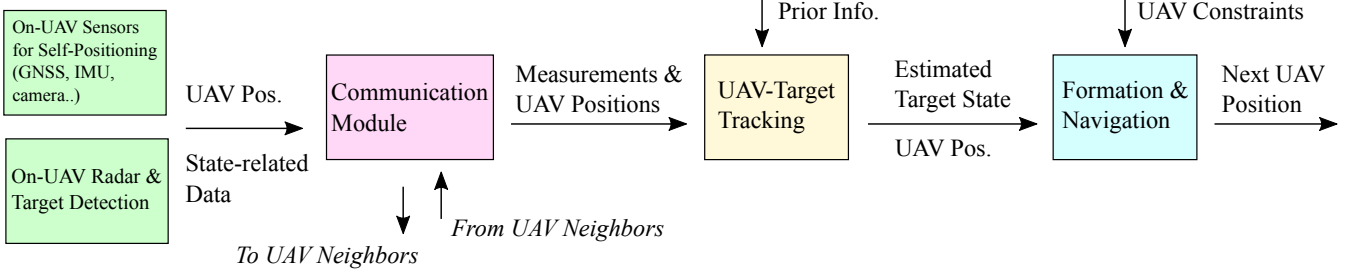 On-UAV Sensors
for Self-Positioning
(GNSS, IMU,
camera..)
On-UAV Radar &
Target Detection
UAV Pos.
State-related
Data
Communication
Module
To UAV Neighbors
From UAV Neighbors
Measurements &
UAV Positions
Prior Info.
UAV-Target
Tracking
Estimated
Target State
UAV Pos.
UAV Constraints
Formation &
Navigation
Next UAV
Position